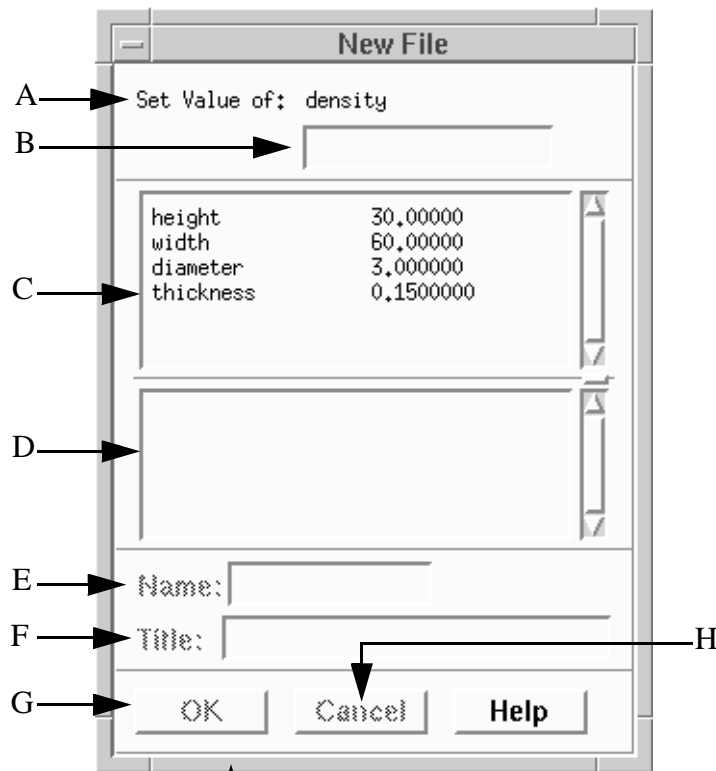 New File
A Set Value of: density
B
height 30.00000
width 60.00000
diameter 3.000000
C thickness 0.1500000
D
E Name:
F Title:
H
G OK Cancel Help